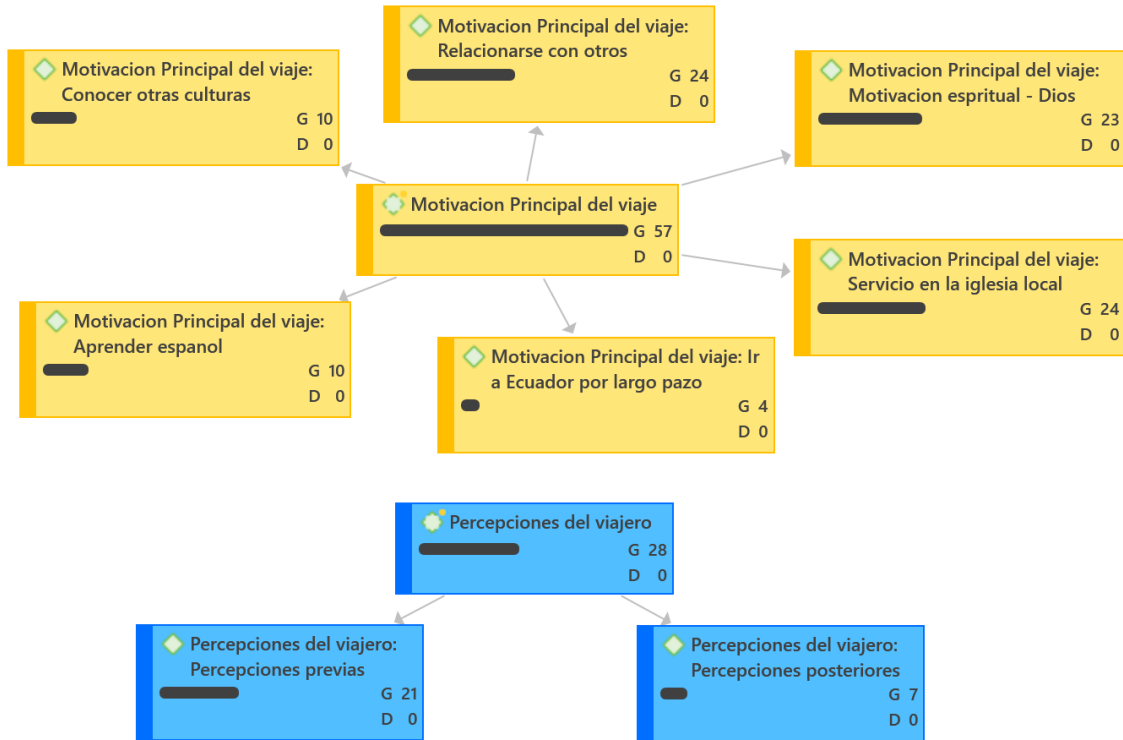 Motivacion Principal del viaje:
Relacionarse con otros
G 24
D 0
Motivacion Principal del viaje:
Conocer otras culturas
G 10
D 0
Motivacion Principal del viaje:
Motivacion espritual - Dios
G 23
D 0
Motivacion Principal del viaje
G 57
D 0
Motivacion Principal del viaje:
Servicio en la iglesia local
G 24
D 0
Motivacion Principal del viaje:
Aprender espanol
G 10
D 0
Motivacion Principal del viaje: Ir
a Ecuador por largo pazo
G 4
D 0
Percepciones del viajero
G 28
D 0
Percepciones del viajero:
Percepciones previas
G 21
D 0
Percepciones del viajero:
Percepciones posteriores
G 7
D 0